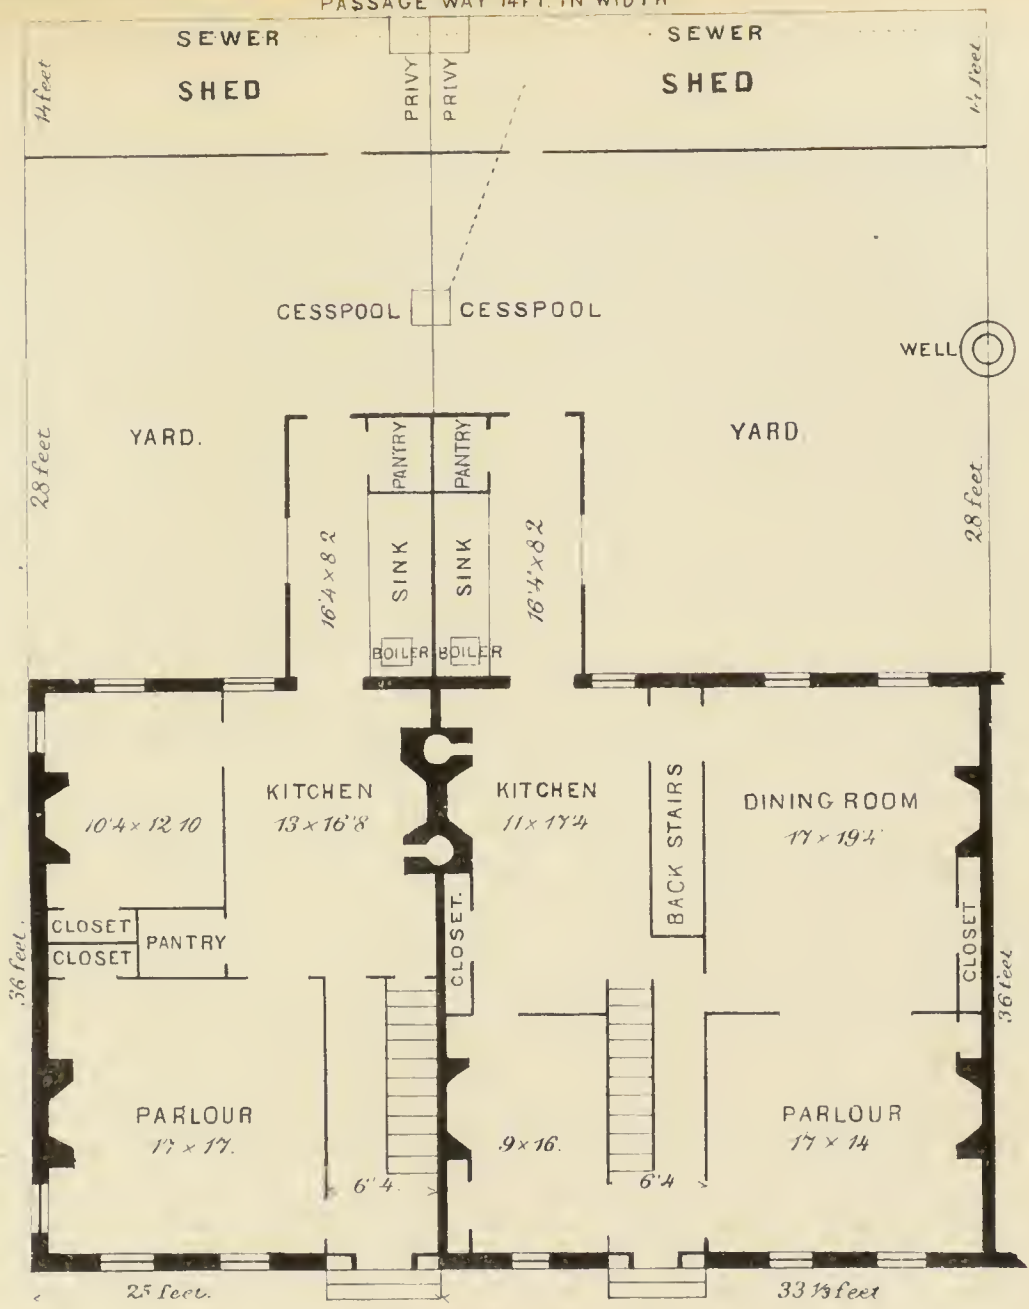 PASSAGE WAY 14FT. IN WIDTH
SEWER
SEWER
SHED
SHED
PRIVY
PRIVY
14 feet
14 feet.
CESSPOOL
CESSPOOL
WELL
YARD.
YARD
28 feet
28 feet.
PANTRY
PANTRY
SINK
SINK
16'4 × 8 2
16'4" × 8 2
BOILER
BOILER
KITCHEN
13 × 16'8
KITCHEN
11 × 17'4
10'4 × 12 10
BACK STAIRS
DINING ROOM
17 × 19'4
CLOSET
CLOSET
PANTRY
CLOSET.
CLOSET
36 feet.
36 feet
PARLOUR
17 × 17.
9 × 16.
PARLOUR
17 × 14
6'4.
6'4
25 feet.
33 1/3 feet